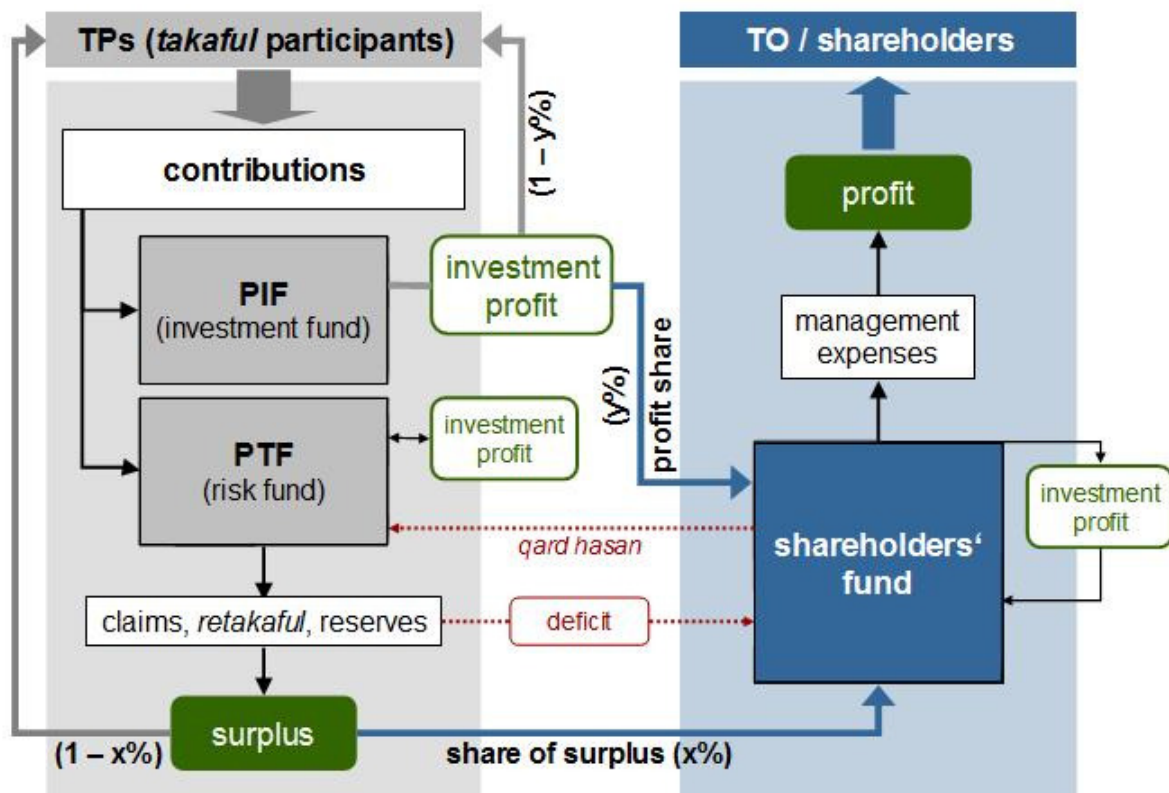 TPs (takaful participants)
TO / shareholders
contributions
(1 – y%)
profit
PIF
(investment fund)
investment
profit
management
expenses
(y%)
profit share
PTF
(risk fund)
investment
profit
investment
profit
qard hasan
shareholders‘
fund
claims, retakaful, reserves
deficit
surplus
(1 – x%)
share of surplus (x%)